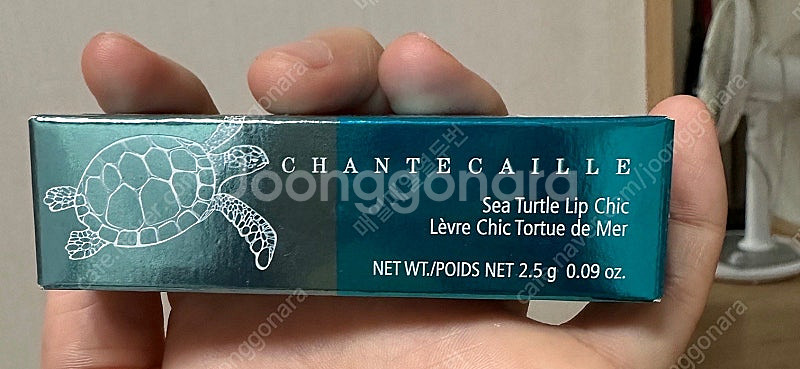 CHANTECAILLE
Joonggonara
Sea Turtle Lip Chic
Lèvre Chic Tortue de Mer
NET WT./POIDS NET 2.5 g 0.09 oz.